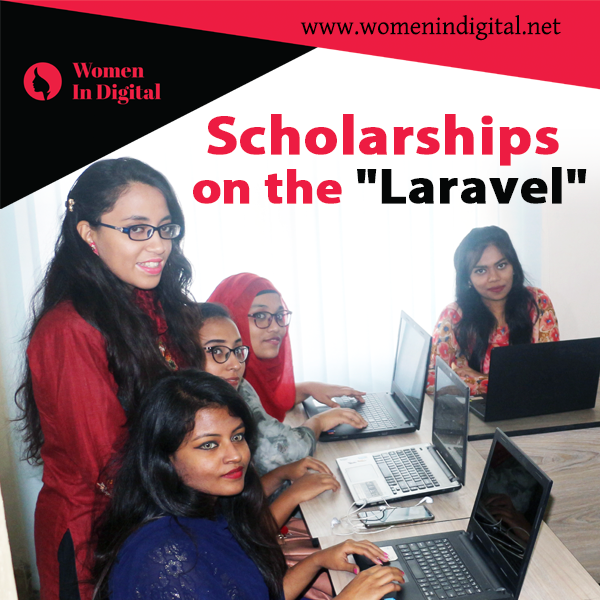 www.womenindigital.net
Women
In Digital
Scholarships
on the "Laravel"